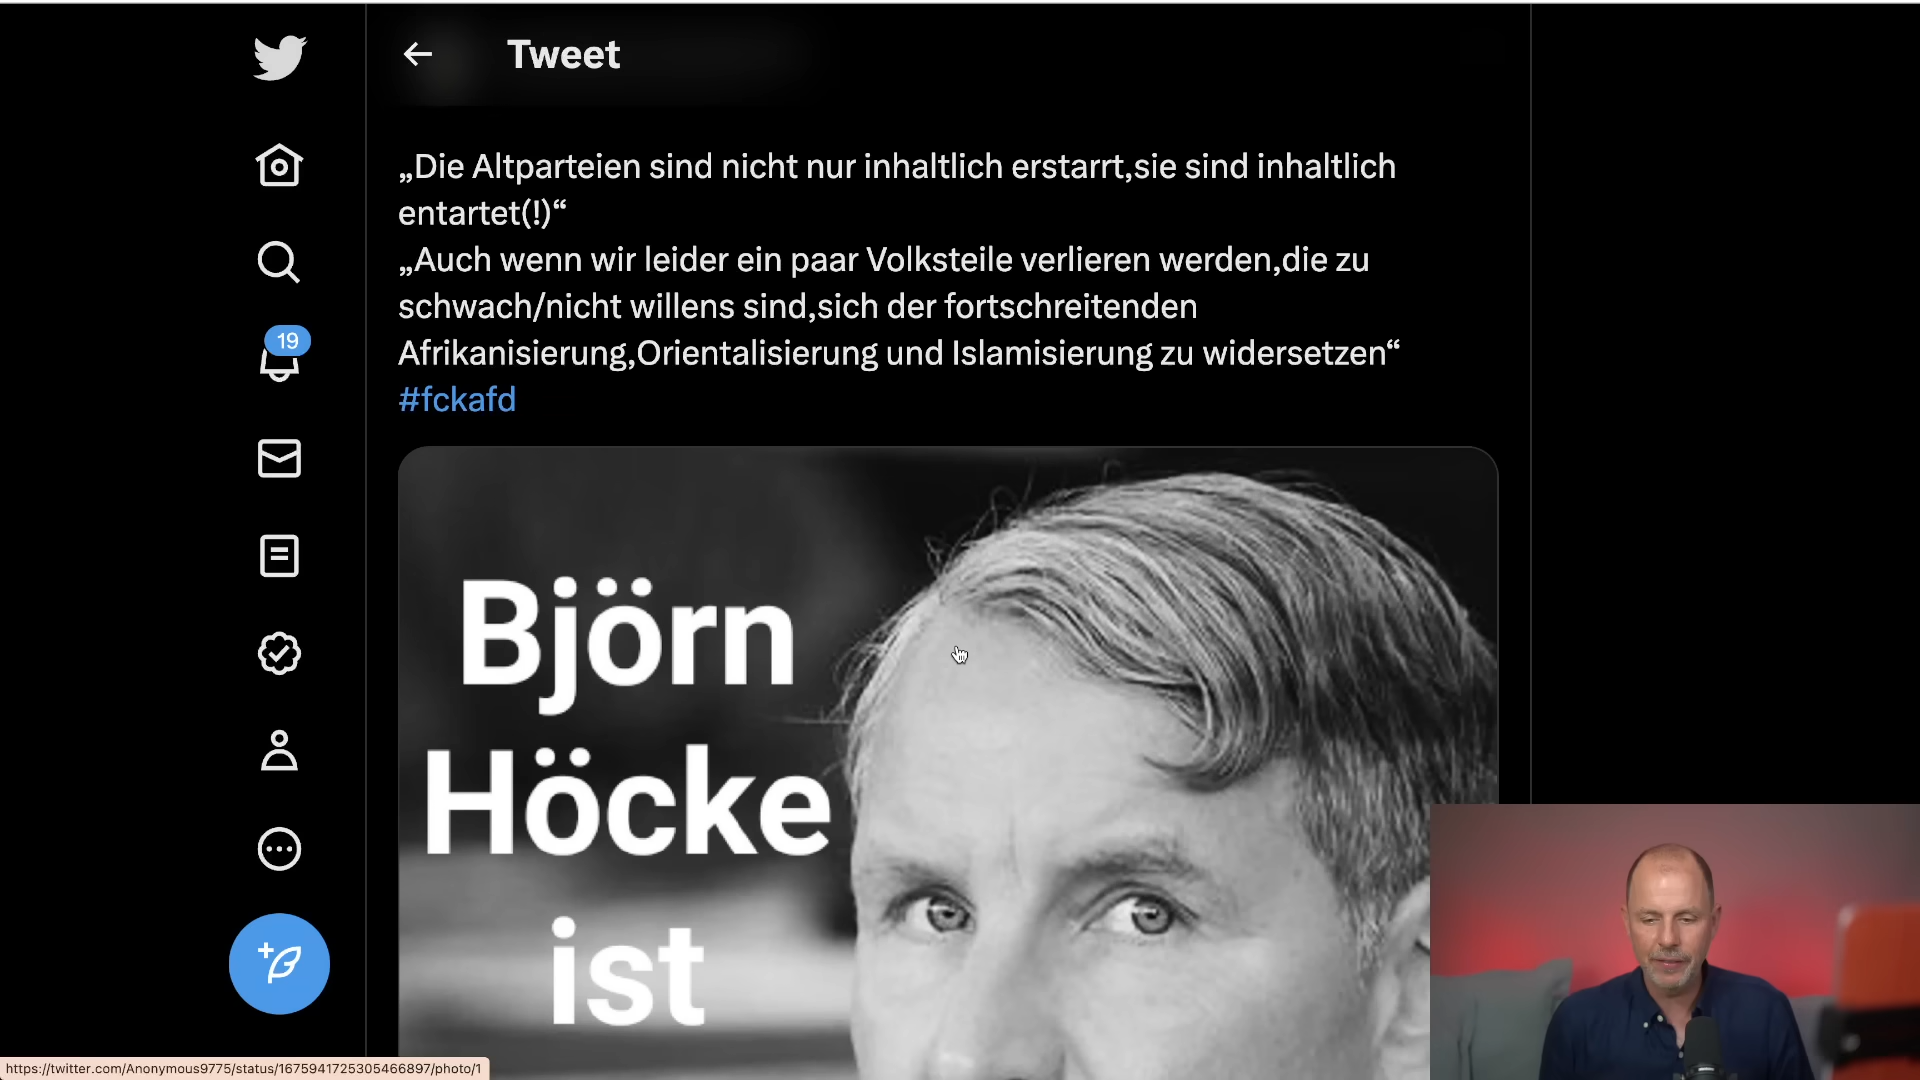 Tweet
„Die Altparteien sind nicht nur inhaltlich erstarrt,sie sind inhaltlich
entartet(!)“
„Auch wenn wir leider ein paar Volksteile verlieren werden,die zu
schwach/nicht willens sind,sich der fortschreitenden
Afrikanisierung,Orientalisierung und Islamisierung zu widersetzen“
#fckafd
19
Björn
Höcke
ist
https://twitter.com/Anonymous9775/status/1675941725305466897/photo/1